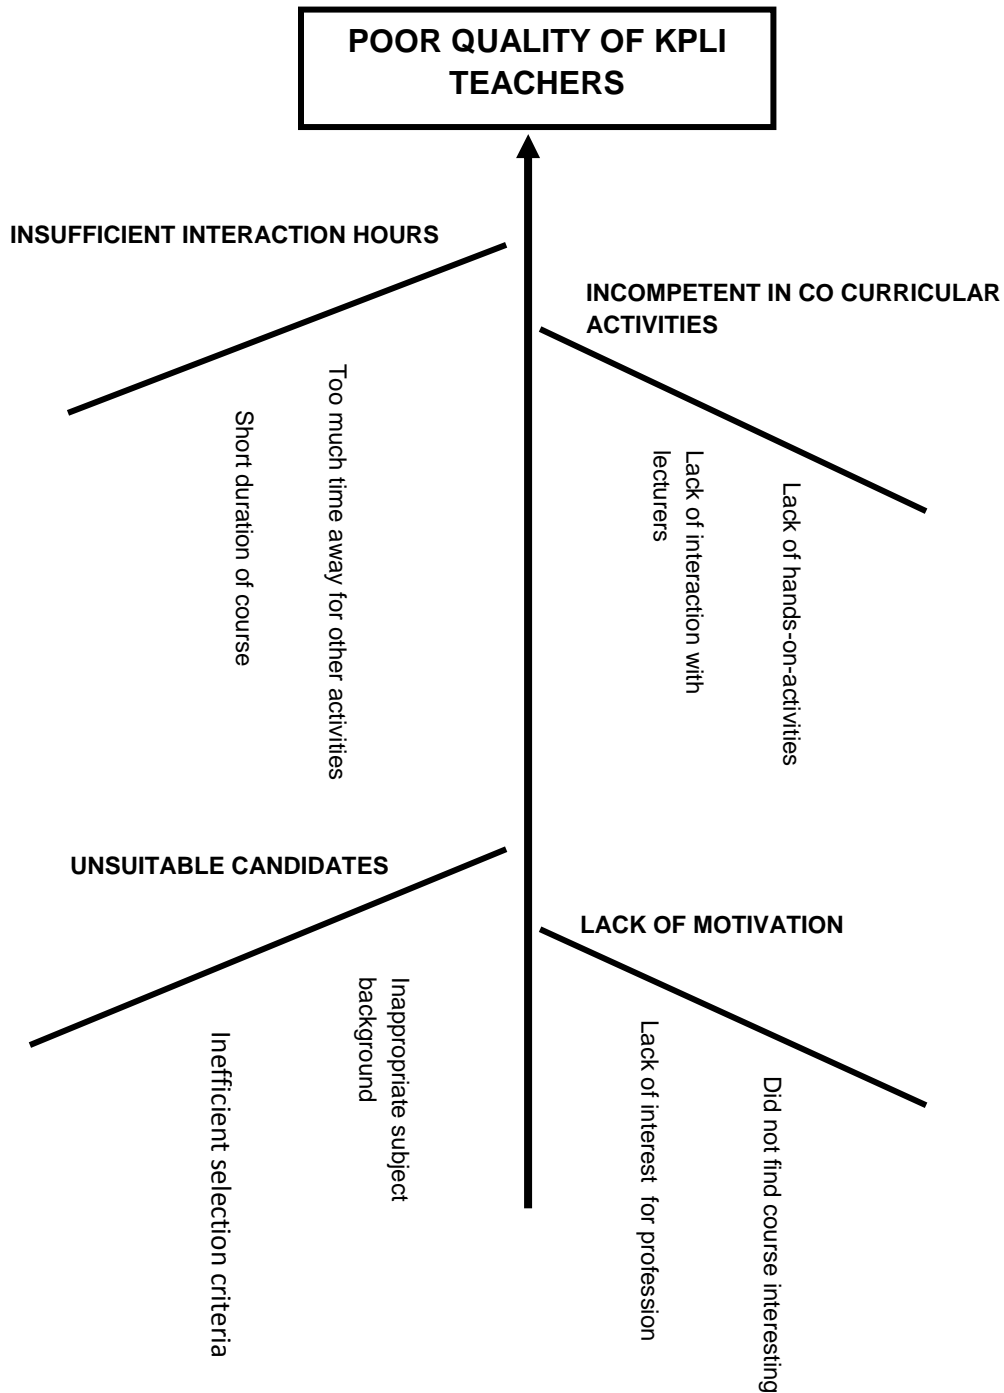 POOR QUALITY OF KPLI
TEACHERS
INSUFFICIENT INTERACTION HOURS
INCOMPETENT IN CO CURRICULAR
ACTIVITIES
Too much time away for other activities
Short duration of course
Lack of hands-on-activities
Lack of interaction with
lecturers
UNSUITABLE CANDIDATES
LACK OF MOTIVATION
Inappropriate subject
background
Inefficient selection criteria
Did not find course interesting
Lack of interest for profession